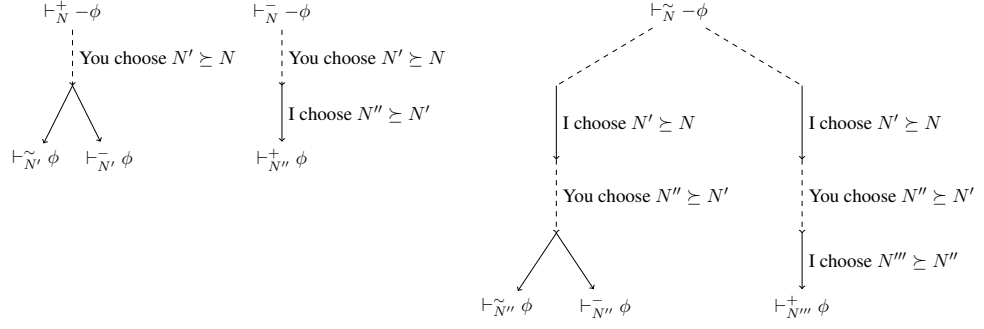 ⊢⁺_N −ϕ
You choose N′ ⪰ N
⊢^~_{N′} ϕ ⊢⁻_{N′} ϕ
⊢⁻_N −ϕ
You choose N′ ⪰ N
I choose N″ ⪰ N′
⊢⁺_{N″} ϕ
⊢^~_N −ϕ
I choose N′ ⪰ N
You choose N″ ⪰ N′
⊢^~_{N″} ϕ ⊢⁻_{N″} ϕ
I choose N′ ⪰ N
You choose N″ ⪰ N′
I choose N‴ ⪰ N″
⊢⁺_{N‴} ϕ